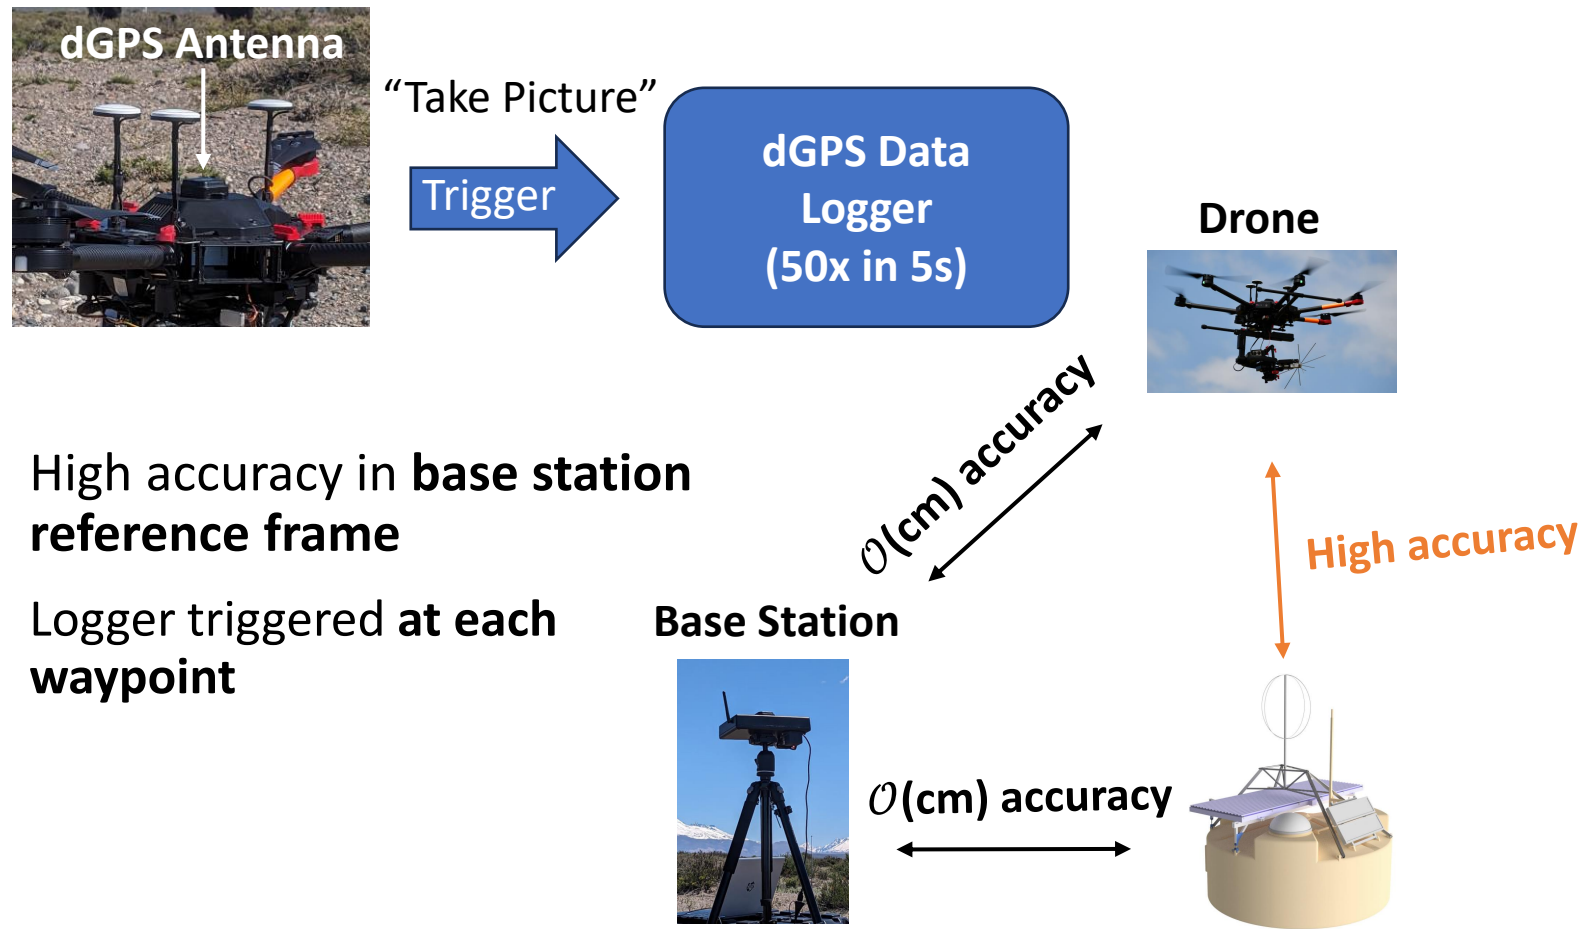 dGPS Antenna
“Take Picture”
Trigger
dGPS Data
Logger
(50x in 5s)
Drone
𝒪(cm) accuracy
High accuracy in base station
reference frame
High accuracy
Logger triggered at each
waypoint
Base Station
𝒪(cm) accuracy